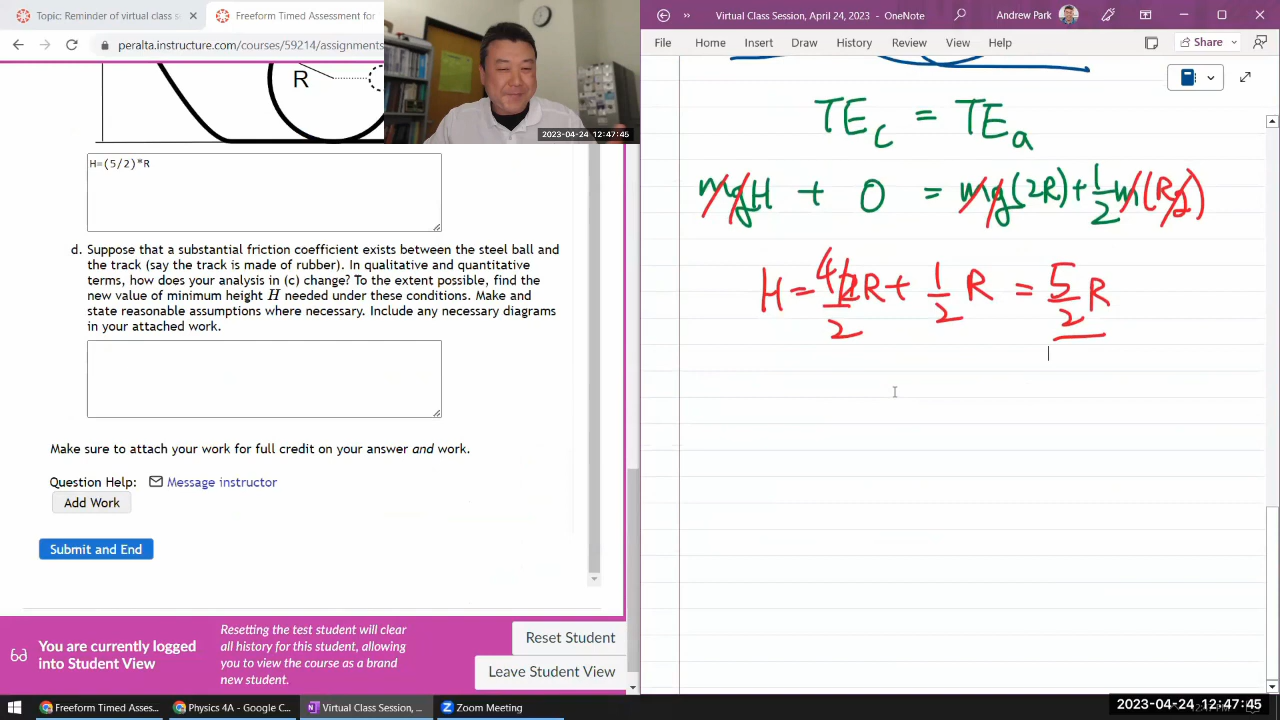 Topic: Reminder of virtual class s
Freeform Timed Assessment for
peralta.instructure.com/courses/59214/assignments
R
2023-04-24 12:47:45
H=(5/2)*R
d. Suppose that a substantial friction coefficient exists between the steel ball and
the track (say the track is made of rubber). In qualitative and quantitative
terms, how does your analysis in (c) change? To the extent possible, find the
new value of minimum height H needed under these conditions. Make and
state reasonable assumptions where necessary. Include any necessary diagrams
in your attached work.
Make sure to attach your work for full credit on your answer and work.
Question Help: Message instructor
Add Work
Submit and End
You are currently logged
into Student View
Resetting the test student will clear
all history for this student, allowing
you to view the course as a brand
new student.
Reset Student
Leave Student View
Virtual Class Session, April 24, 2023 - OneNote
Andrew Park
File Home Insert Draw History Review View Share
TE_c = TE_a
mgH + 0 = mg(2R) + 1/2 m(Rg)
H = 4/2 R + 1/2 R = 5/2 R
Freeform Timed Asses...
Physics 4A - Google C...
Virtual Class Session, ...
Zoom Meeting
2023-04-24 12:47:45